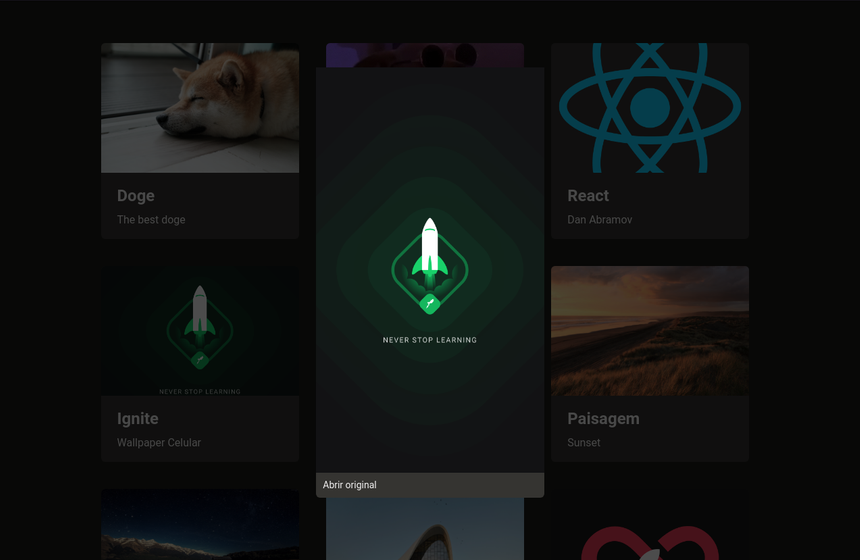 Doge
The best doge
React
Dan Abramov
NEVER STOP LEARNING
NEVER STOP LEARNING
Ignite
Wallpaper Celular
Paisagem
Sunset
Abrir original